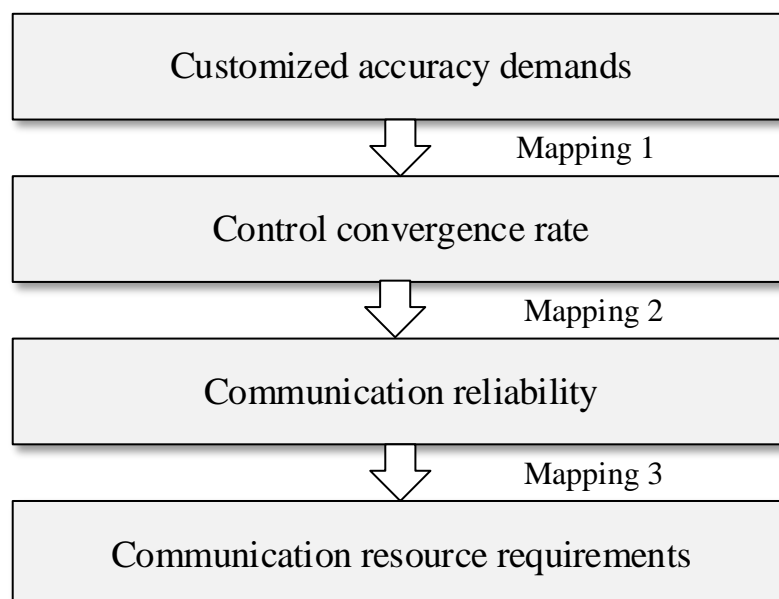 Customized accuracy demands
Mapping 1
Control convergence rate
Mapping 2
Communication reliability
Mapping 3
Communication resource requirements